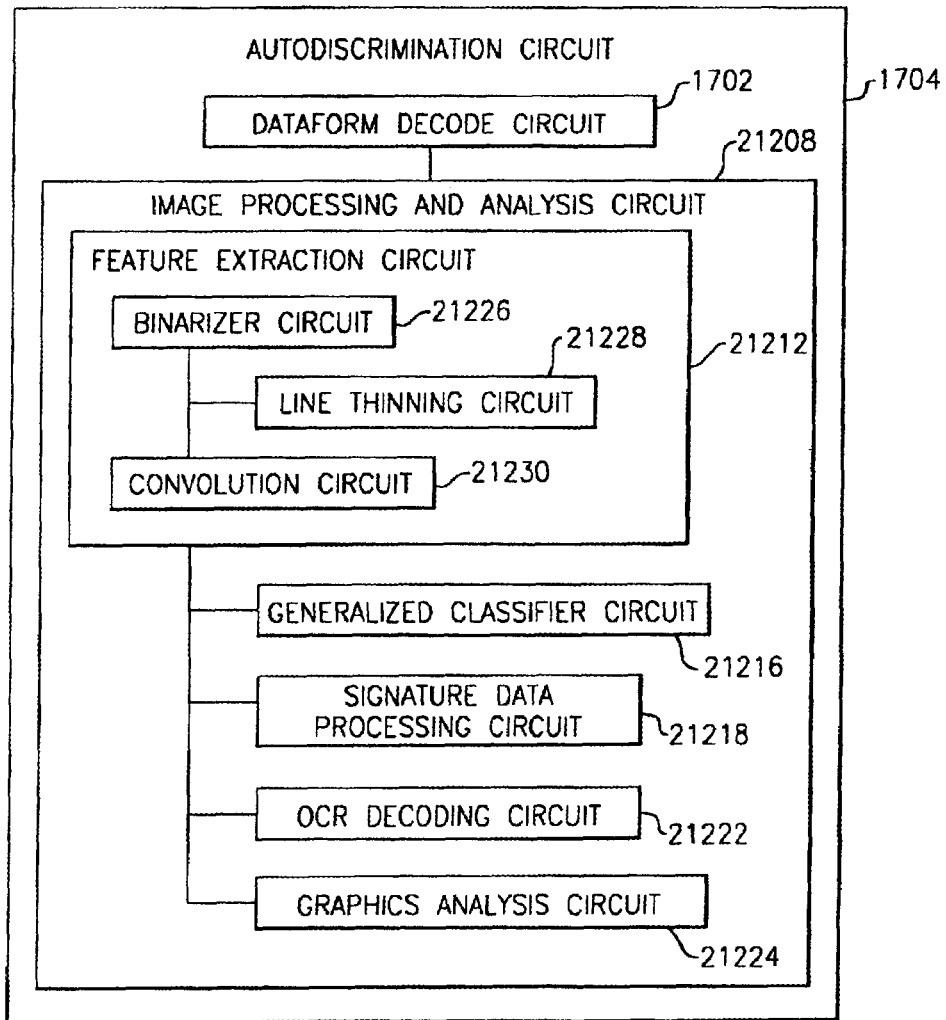 AUTODISCRIMINATION CIRCUIT
1702
1704
DATAFORM DECODE CIRCUIT
21208
IMAGE PROCESSING AND ANALYSIS CIRCUIT
FEATURE EXTRACTION CIRCUIT
BINARIZER CIRCUIT
21226
21228
21212
LINE THINNING CIRCUIT
CONVOLUTION CIRCUIT
21230
GENERALIZED CLASSIFIER CIRCUIT
21216
SIGNATURE DATA
PROCESSING CIRCUIT
21218
OCR DECODING CIRCUIT
21222
GRAPHICS ANALYSIS CIRCUIT
21224